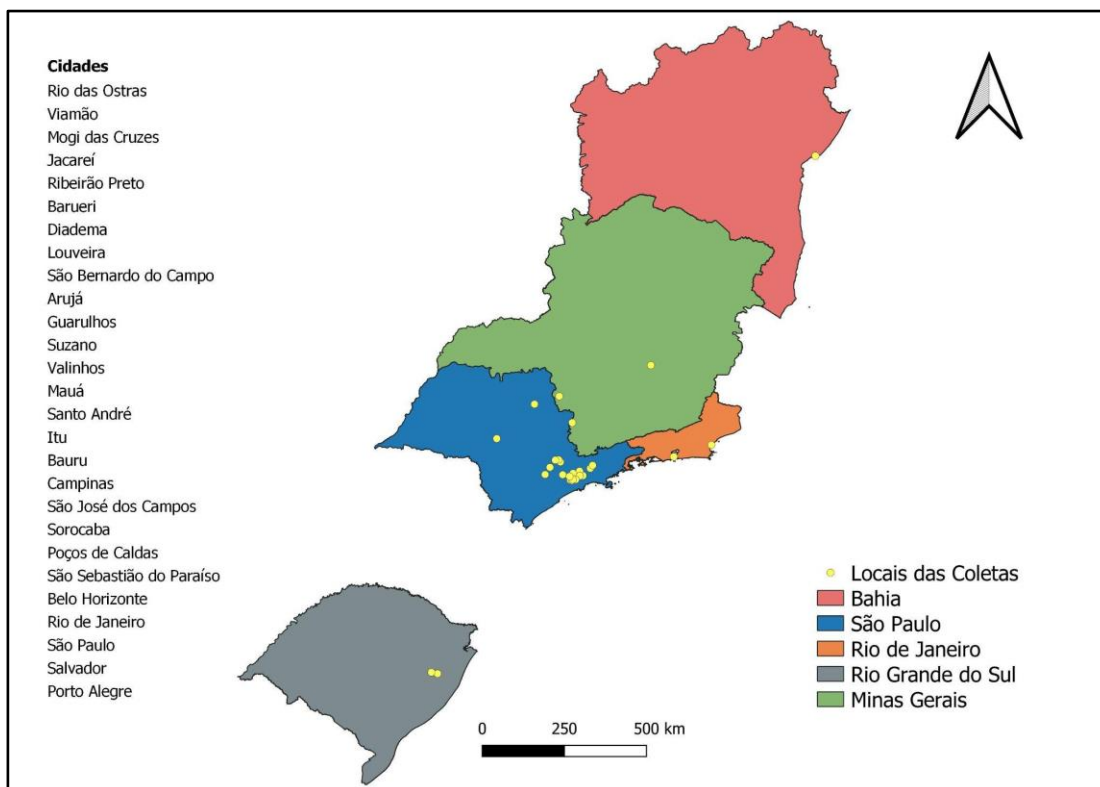 Cidades
Rio das Ostras
Viamão
Mogi das Cruzes
Jacareí
Ribeirão Preto
Barueri
Diadema
Louveira
São Bernardo do Campo
Arujá
Guarulhos
Suzano
Valinhos
Mauá
Santo André
Itu
Bauru
Campinas
São José dos Campos
Sorocaba
Poços de Caldas
São Sebastião do Paraíso
Belo Horizonte
Rio de Janeiro
São Paulo
Salvador
Porto Alegre
Locais das Coletas
Bahia
São Paulo
Rio de Janeiro
Rio Grande do Sul
Minas Gerais
0 250 500 km